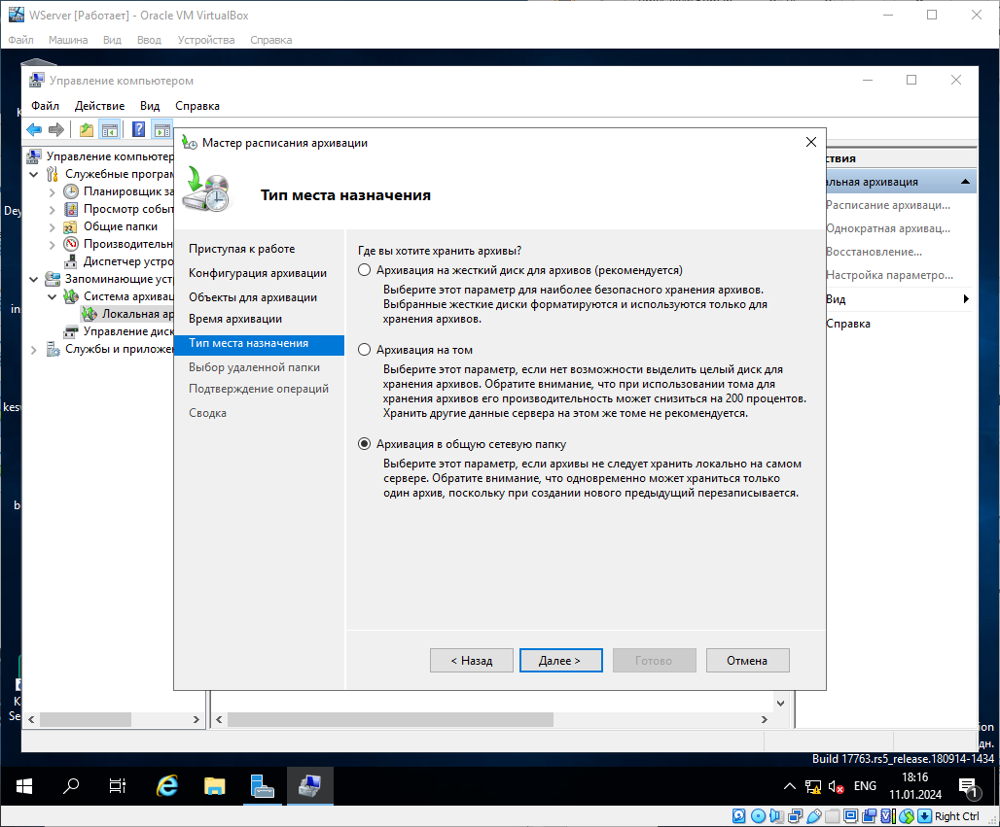 WServer [Работает] - Oracle VM VirtualBox
Файл Машина Вид Ввод Устройства Справка
Управление компьютером
Файл Действие Вид Справка
Управление компьютер
Служебные програм
Планировщик за
Просмотр событ
Общие папки
Производительн
Диспетчер устро
Запоминающие уст
Система архивац
Локальная ар
Управление диск
Службы и приложен
Мастер расписания архивации
Тип места назначения
Приступая к работе
Конфигурация архивации
Объекты для архивации
Время архивации
Тип места назначения
Выбор удаленной папки
Подтверждение операций
Сводка
Где вы хотите хранить архивы?
Архивация на жесткий диск для архивов (рекомендуется)
Выберите этот параметр для наиболее безопасного хранения архивов.
Выбранные жесткие диски форматируются и используются только для
хранения архивов.
Архивация на том
Выберите этот параметр, если нет возможности выделить целый диск для
хранения архивов. Обратите внимание, что при использовании тома для
хранения архивов его производительность может снизиться на 200 процентов.
Хранить другие данные сервера на этом же томе не рекомендуется.
Архивация в общую сетевую папку
Выберите этот параметр, если архивы не следует хранить локально на самом
сервере. Обратите внимание, что одновременно может храниться только
один архив, поскольку при создании нового предыдущий перезаписывается.
< Назад Далее > Готово Отмена
ствия
альная архивация
Расписание архиваци...
Однократная архивац...
Восстановление...
Настройка параметро...
Вид
Справка
Dev
in
kesw
b
K
Se
ion
дн.
Build 17763.rs5_release.180914-1434
ENG
18:16
11.01.2024
1
Right Ctrl